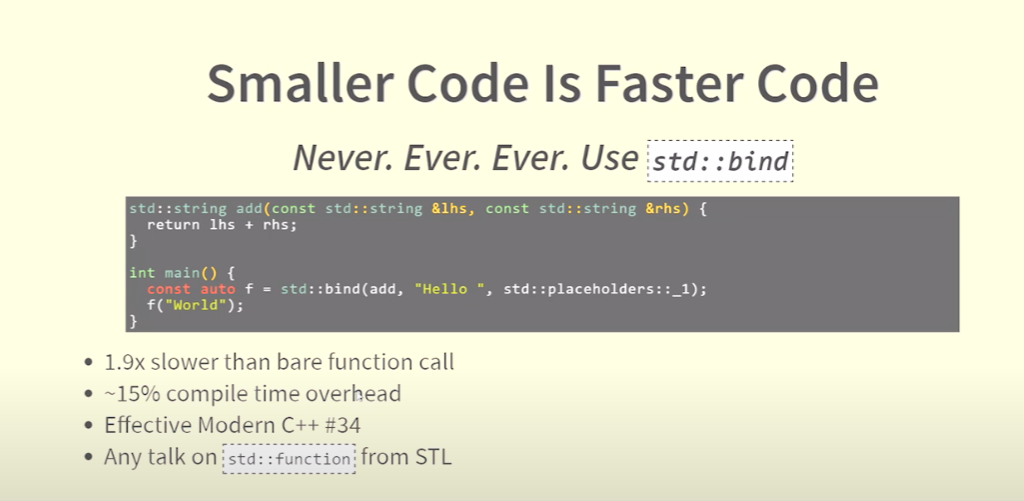 Smaller Code Is Faster Code
Never. Ever. Ever. Use std::bind
std::string add(const std::string &lhs, const std::string &rhs) {
  return lhs + rhs;
}
int main() {
  const auto f = std::bind(add, "Hello ", std::placeholders::_1);
  f("World");
}
• 1.9x slower than bare function call
• ~15% compile time overhead
• Effective Modern C++ #34
• Any talk on std::function from STL